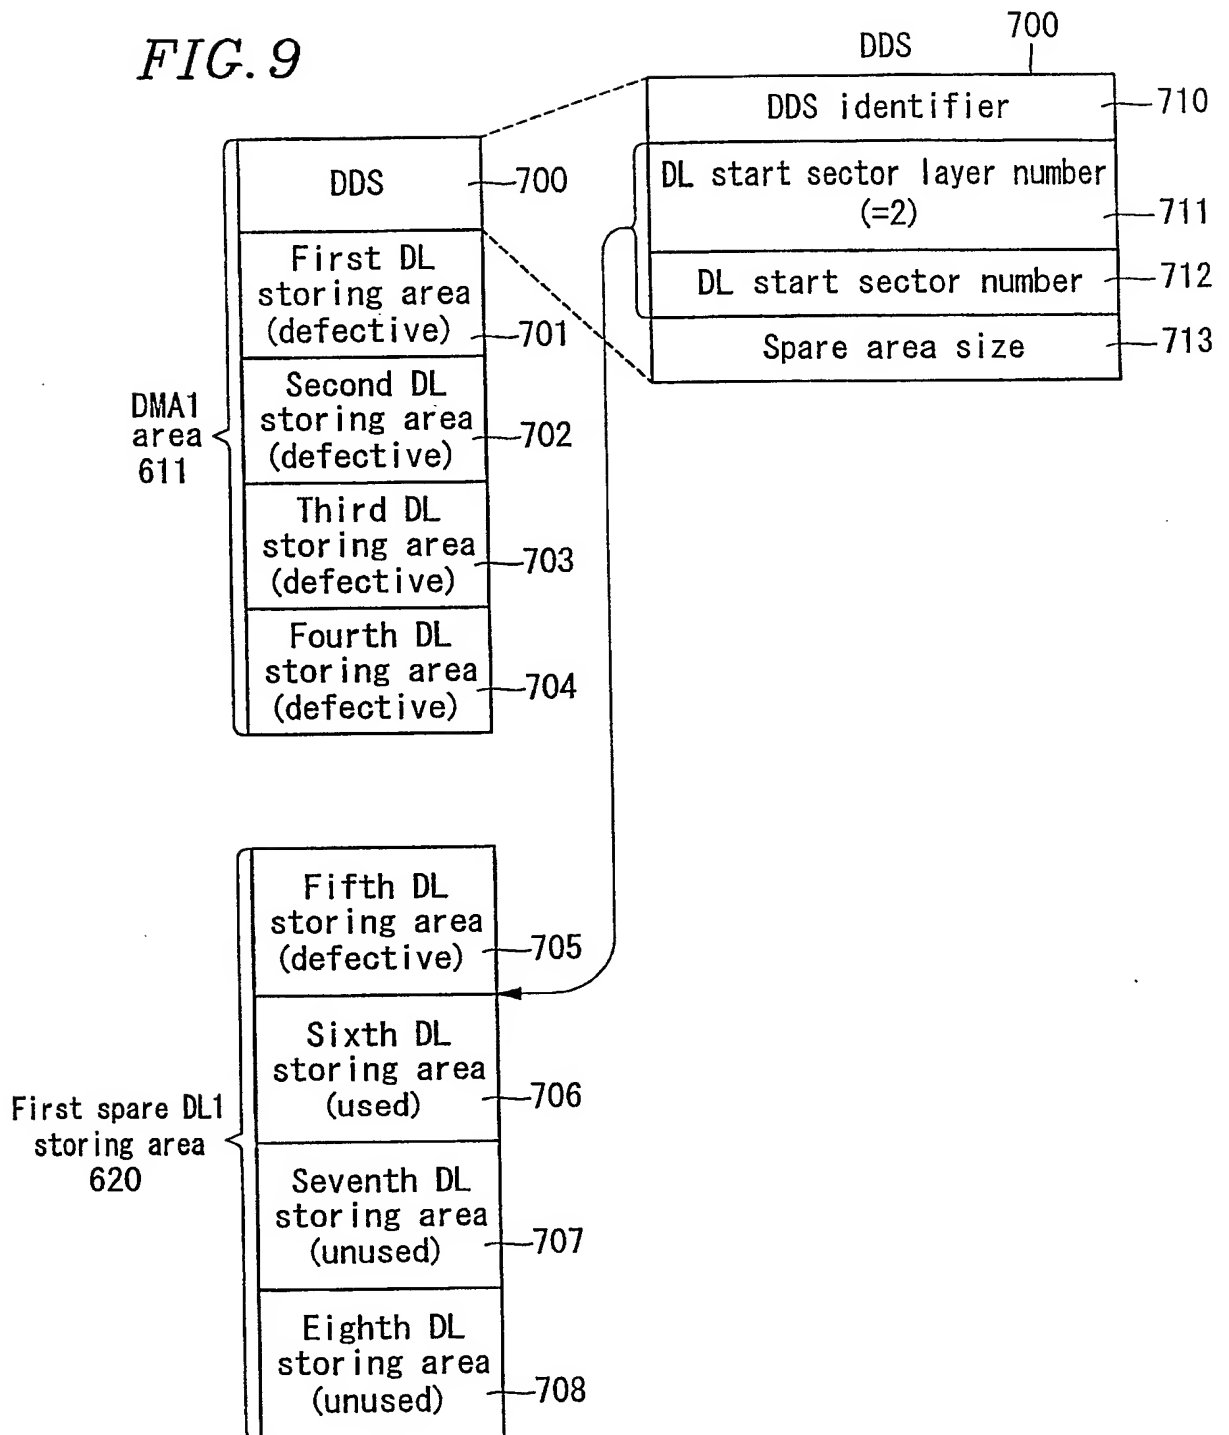 FIG. 9
DDS
700
DDS identifier
710
DL start sector layer number
(=2)
711
DL start sector number
712
Spare area size
713
DDS
700
First DL
storing area
(defective)
701
Second DL
storing area
(defective)
702
Third DL
storing area
(defective)
703
Fourth DL
storing area
(defective)
704
DMA1
area
611
Fifth DL
storing area
(defective)
705
Sixth DL
storing area
(used)
706
Seventh DL
storing area
(unused)
707
Eighth DL
storing area
(unused)
708
First spare DL1
storing area
620